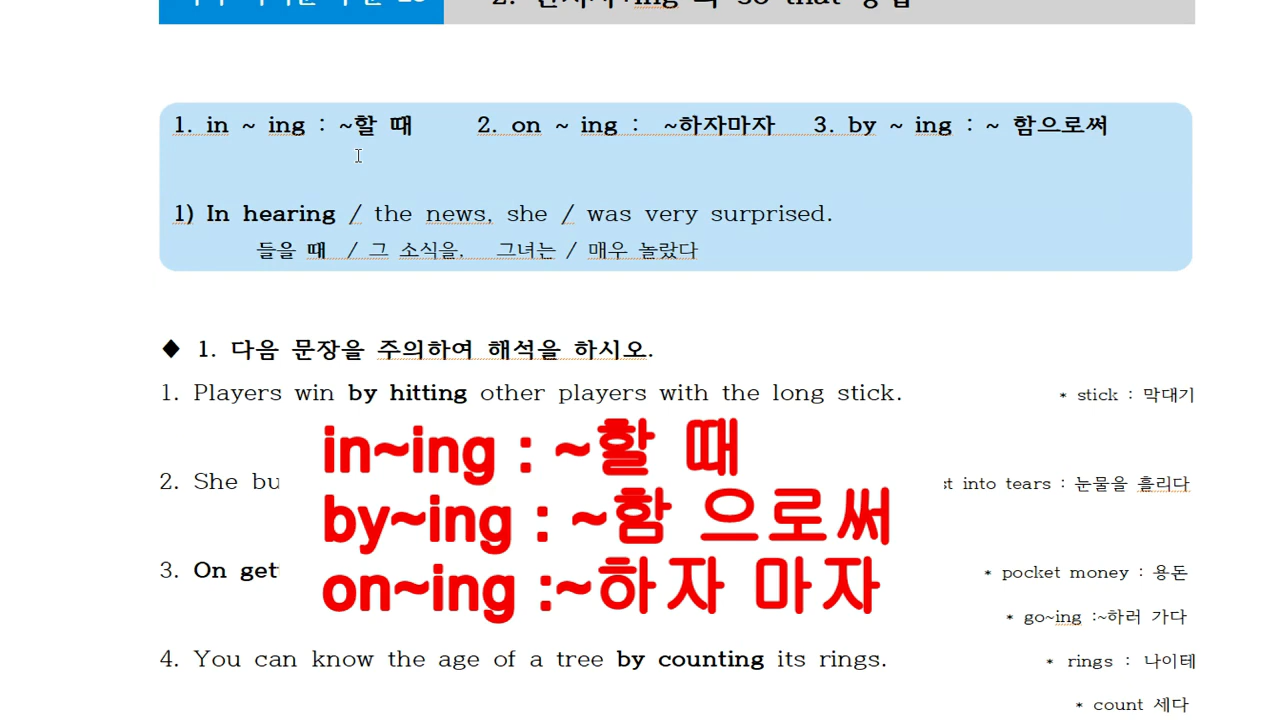 1. in ~ ing : ~할 때 2. on ~ ing : ~하자마자 3. by ~ ing : ~ 함으로써
1) In hearing / the news, she / was very surprised.
들을 때 / 그 소식을, 그녀는 / 매우 놀랐다
◆ 1. 다음 문장을 주의하여 해석을 하시오.
1. Players win by hitting other players with the long stick. * stick : 막대기
in~ing : ~할 때
2. She into tears : 눈물을 흘리다
by~ing : ~함 으로써
3. On * pocket money : 용돈
on~ing :~하자 마자
* go~ing :~하러 가다
4. You can know the age of a tree by counting its rings. * rings : 나이테
* count 세다